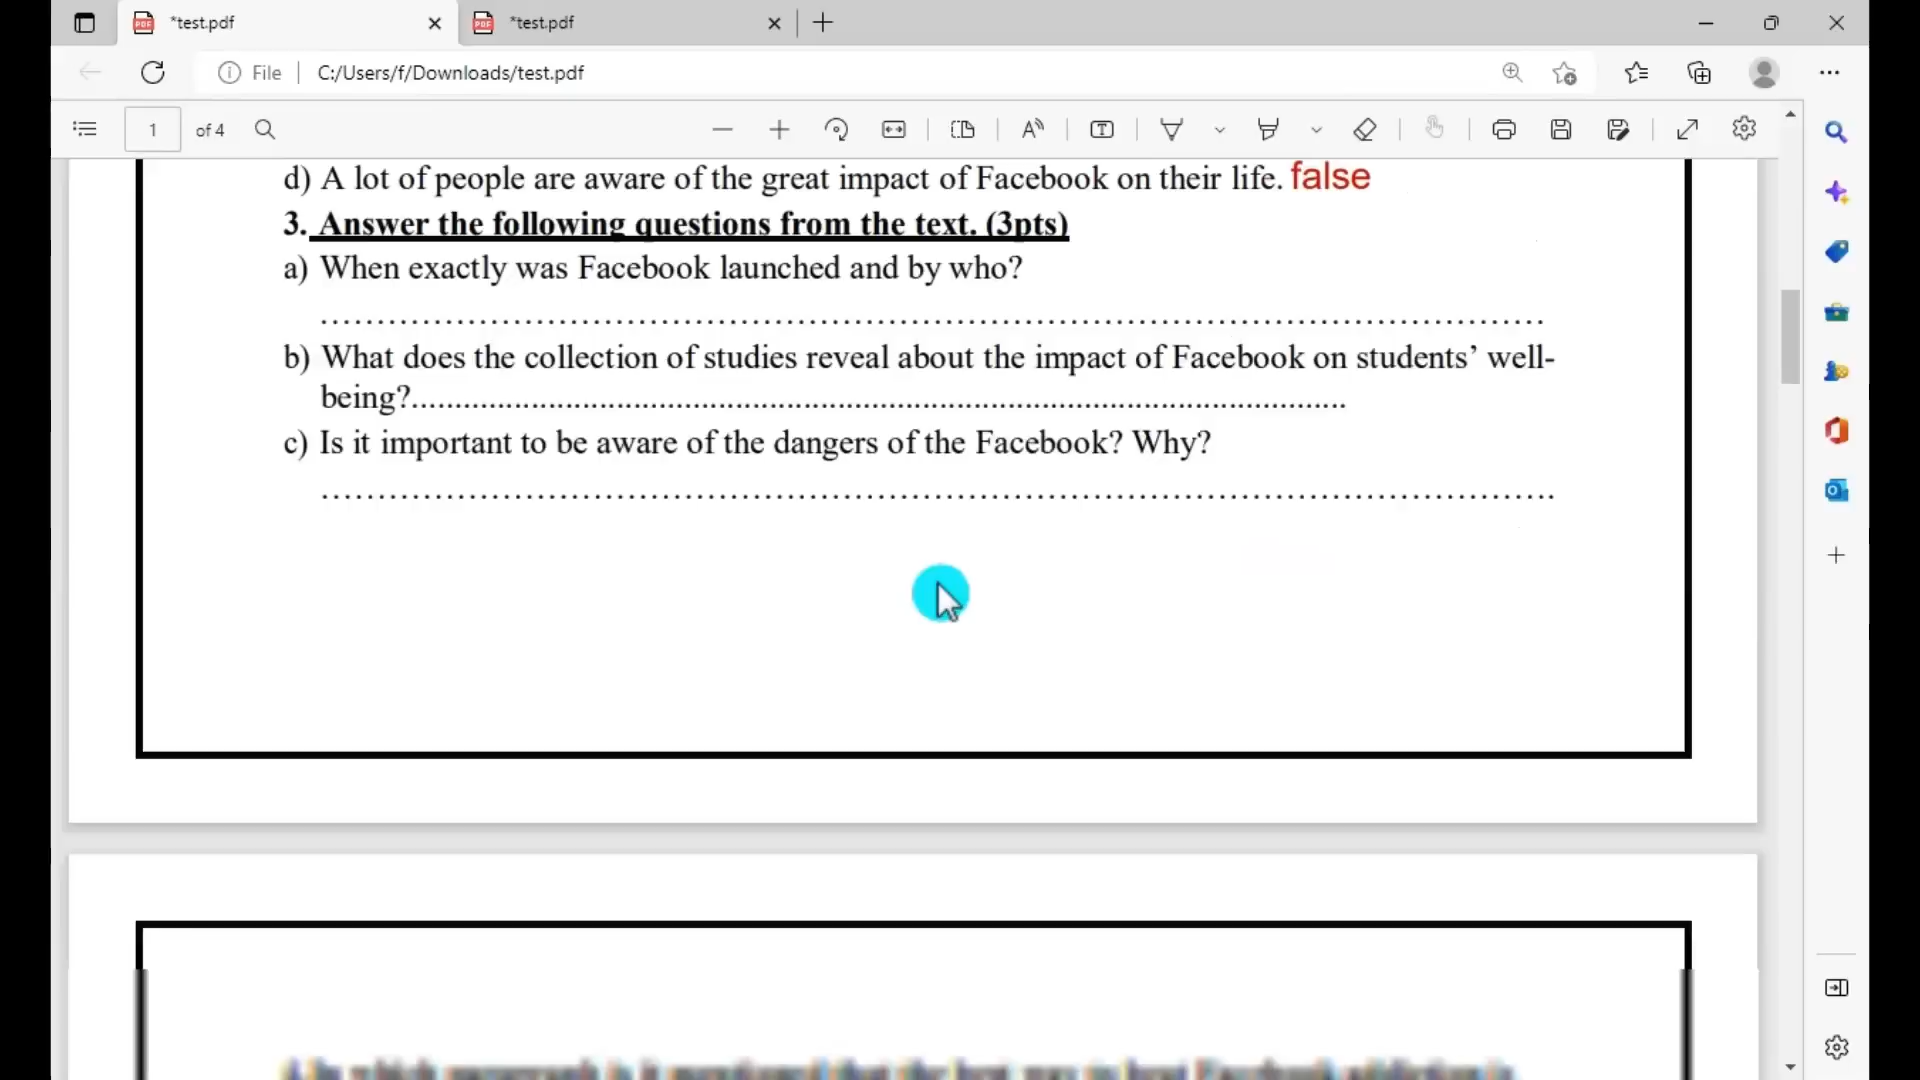 *test.pdf
*test.pdf
File
C:/Users/f/Downloads/test.pdf
1
of 4
d) A lot of people are aware of the great impact of Facebook on their life. false
3. Answer the following questions from the text. (3pts)
a) When exactly was Facebook launched and by who?
......................................................................................................
b) What does the collection of studies reveal about the impact of Facebook on students’ well-
being?..............................................................................................................
c) Is it important to be aware of the dangers of the Facebook? Why?
......................................................................................................